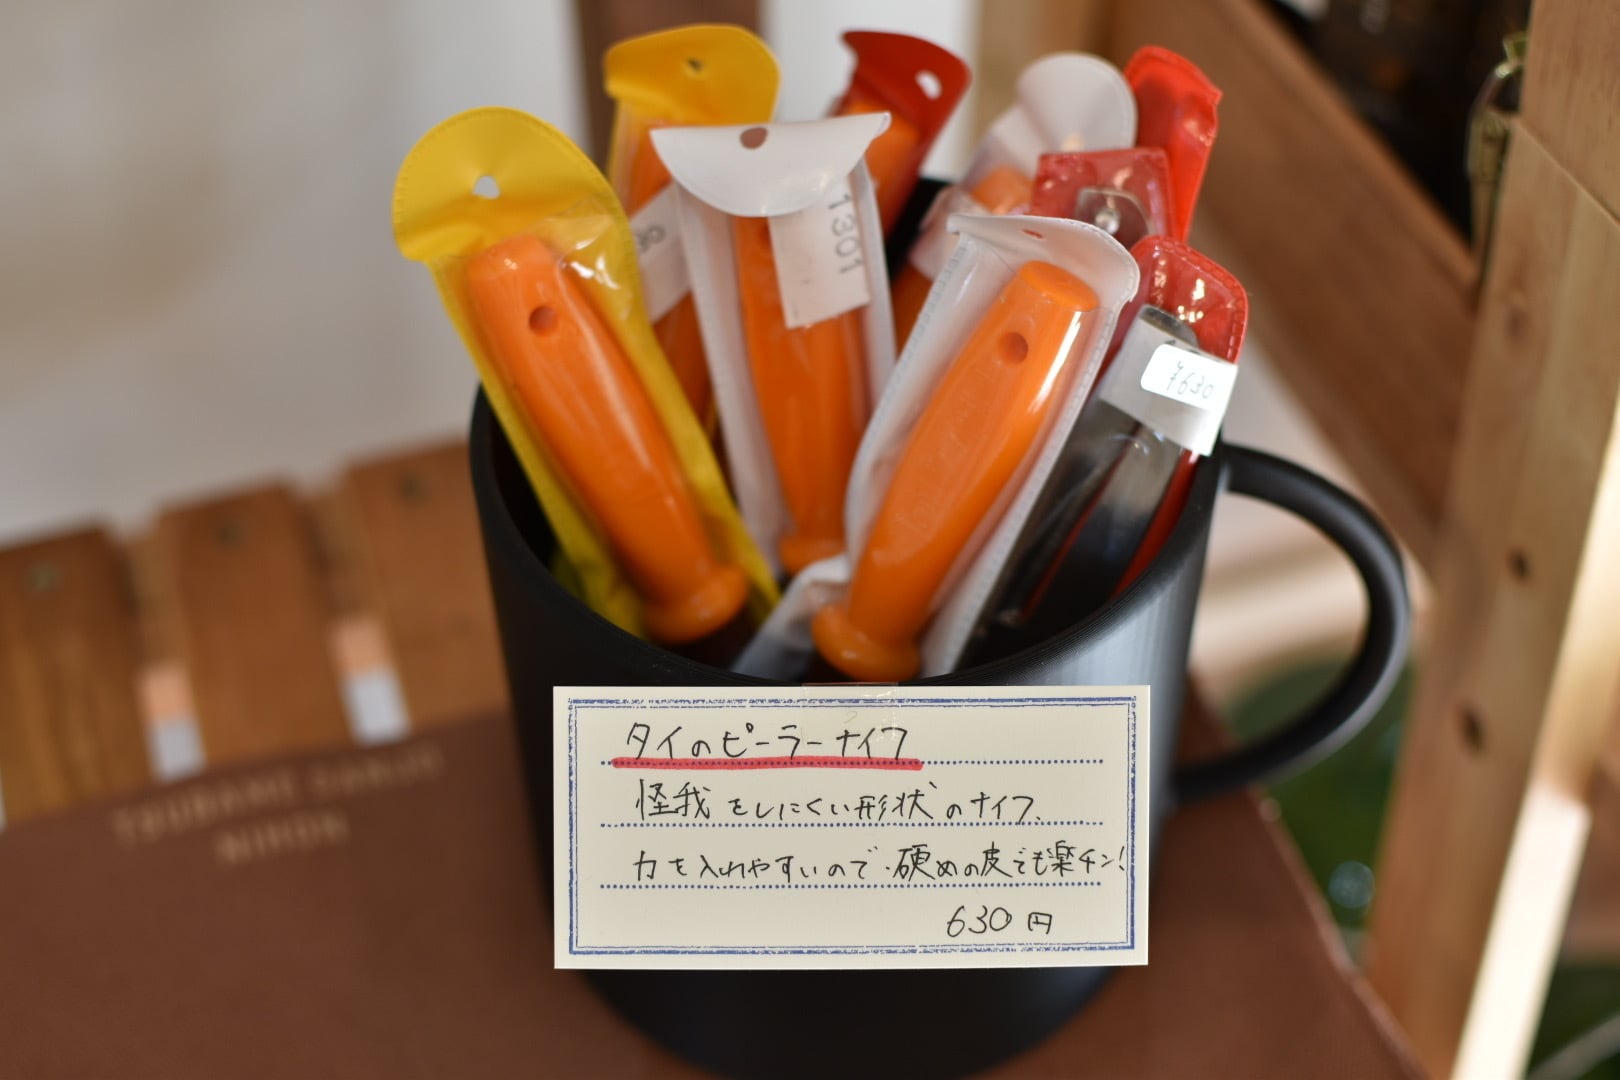 1301
¥630
タイのピーラーナイフ
怪我をしにくい形状のナイフ、
力を入れやすいので、硬めの皮でも楽チン!
630円
TSUBAME SANJO
NIHON